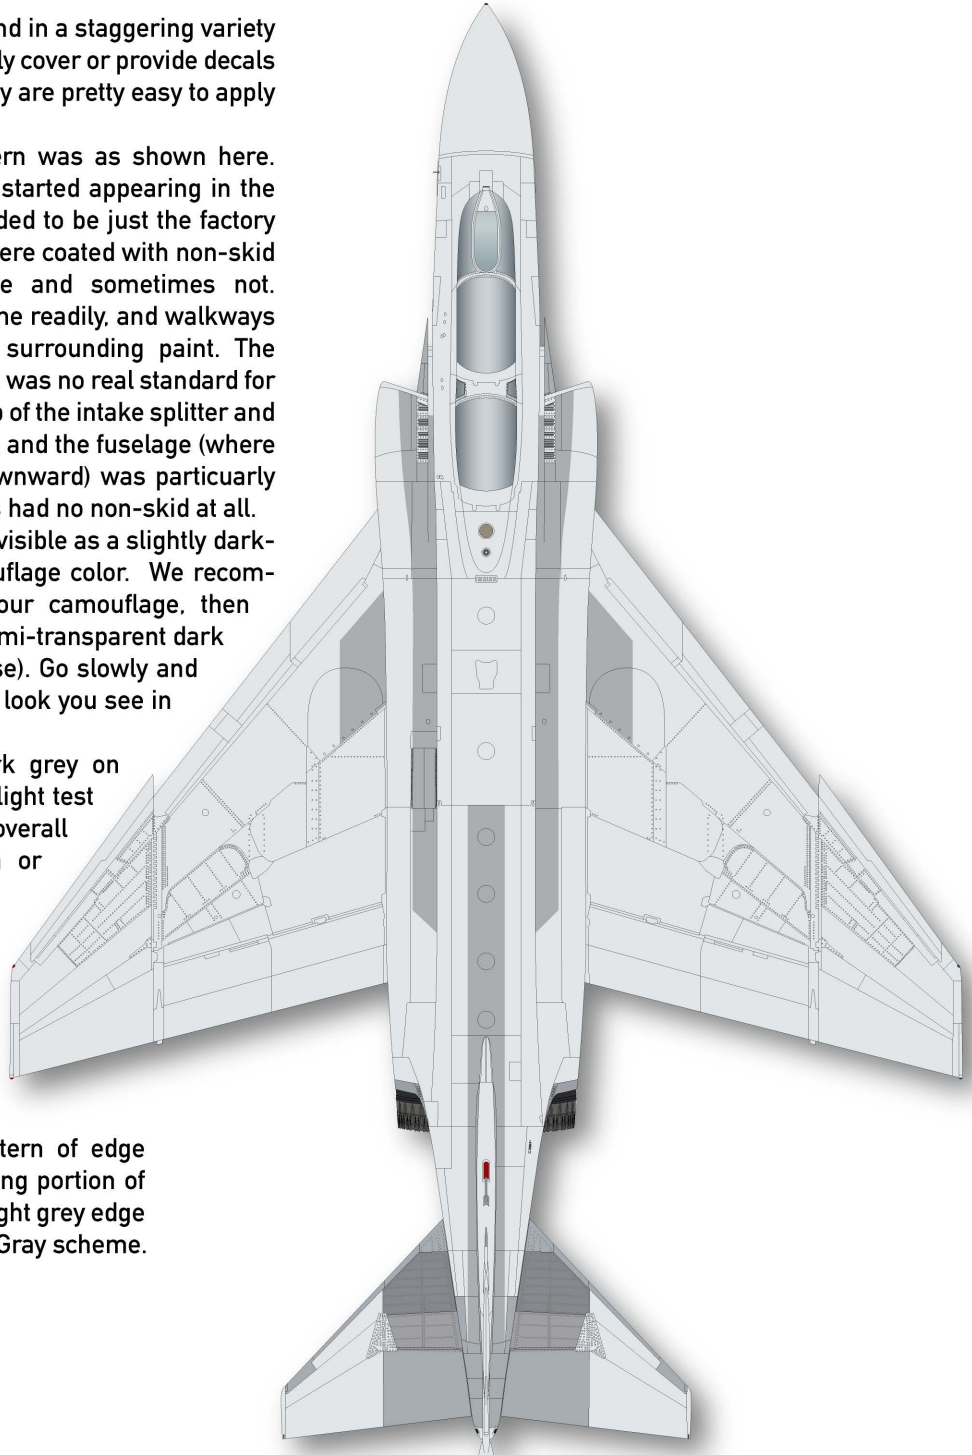 nd in a staggering variety
ly cover or provide decals
y are pretty easy to apply
ern was as shown here.
started appearing in the
ded to be just the factory
ere coated with non-skid
e and sometimes not.
ne readily, and walkways
surrounding paint. The
was no real standard for
p of the intake splitter and
and the fuselage (where
wnward) was particuarly
s had no non-skid at all.
visible as a slightly dark-
uflage color. We recom-
our camouflage, then
mi-transparent dark
se). Go slowly and
look you see in
rk grey on
light test
overall
or
tern of edge
ing portion of
ght grey edge
Gray scheme.